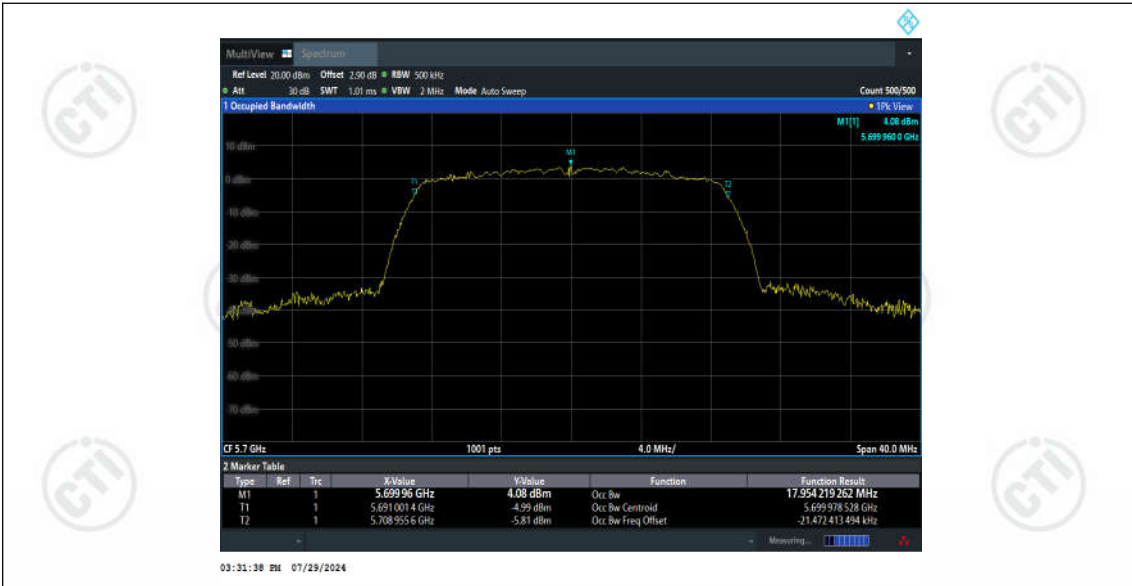 MultiView Spectrum
Ref Level 20.00 dBm Offset 2.90 dB RBW 500 kHz
Att 30 dB SWT 1.01 ms VBW 2 MHz Mode Auto Sweep Count 500/500
1 Occupied Bandwidth 1Pk View
M1[1] 4.08 dBm
5.699 960 0 GHz
10 dBm
M1
0 dBm
T1
T2
-10 dBm
-20 dBm
-30 dBm
-50 dBm
-60 dBm
-70 dBm
CF 5.7 GHz 1001 pts 4.0 MHz/ Span 40.0 MHz
2 Marker Table
Type Ref Trc X-Value Y-Value Function Function Result
M1 1 5.699 96 GHz 4.08 dBm Occ Bw 17.954 219 262 MHz
T1 1 5.691 001 4 GHz -4.99 dBm Occ Bw Centroid 5.699 978 528 GHz
T2 1 5.708 955 6 GHz -5.81 dBm Occ Bw Freq Offset -21.472 413 494 kHz
Measuring...
03:31:38 PM 07/29/2024
CTI
CTI
CTI
CTI